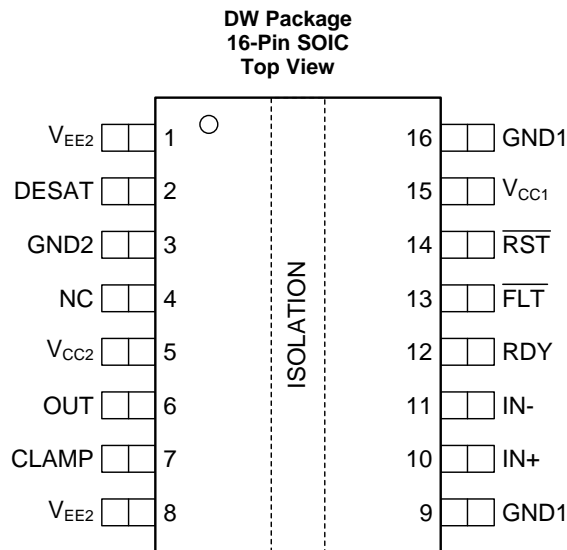 DW Package
16-Pin SOIC
Top View
VEE2 1 16 GND1
DESAT 2 15 VCC1
GND2 3 14 RST
NC 4 13 FLT
VCC2 5 12 RDY
OUT 6 11 IN-
CLAMP 7 10 IN+
VEE2 8 9 GND1
ISOLATION